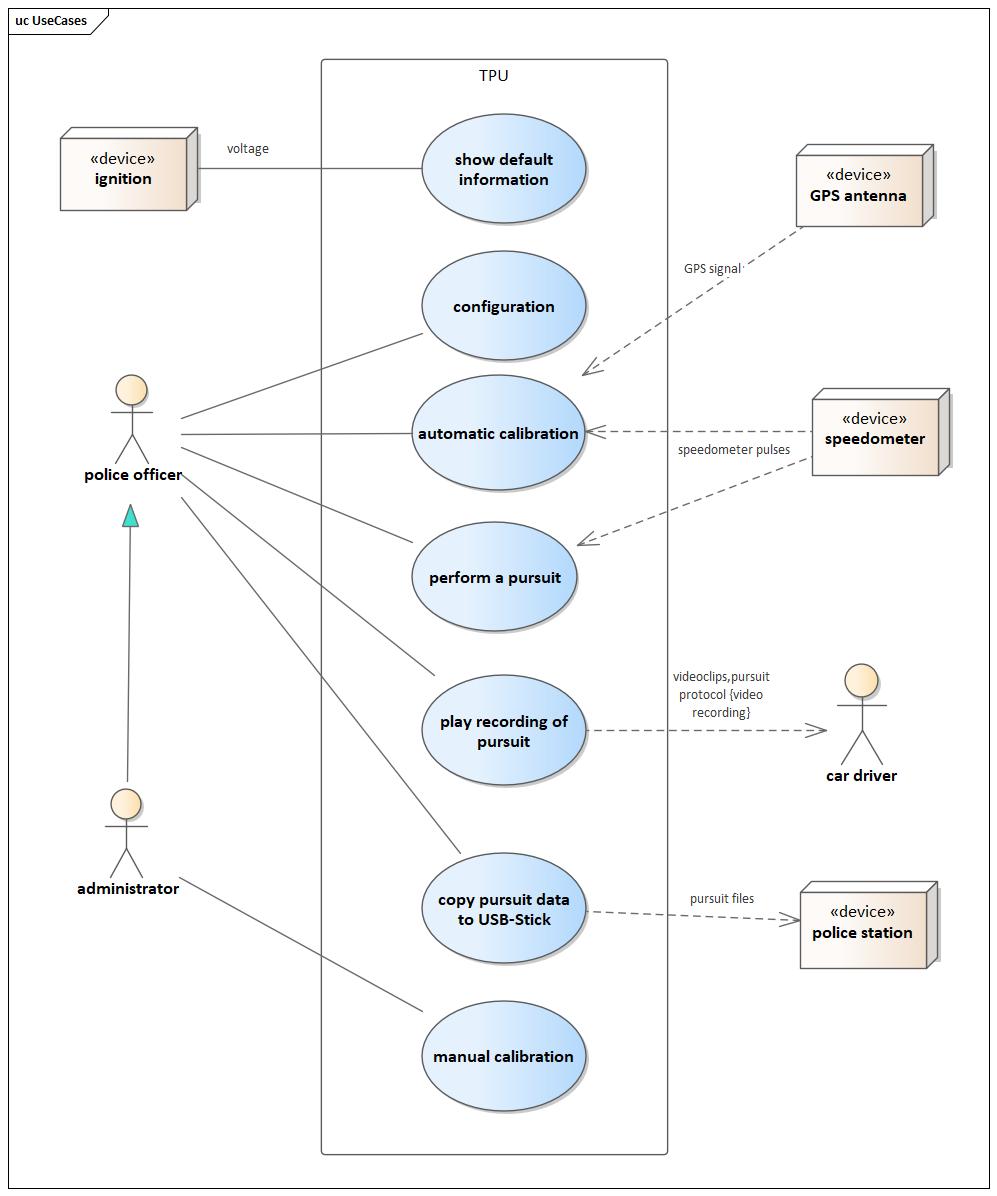 uc UseCases
TPU
«device»
ignition
voltage
show default
information
«device»
GPS antenna
GPS signal
configuration
police officer
automatic calibration
«device»
speedometer
speedometer pulses
perform a pursuit
videoclips,pursuit
protocol {video
recording}
play recording of
pursuit
car driver
administrator
copy pursuit data
to USB-Stick
pursuit files
«device»
police station
manual calibration